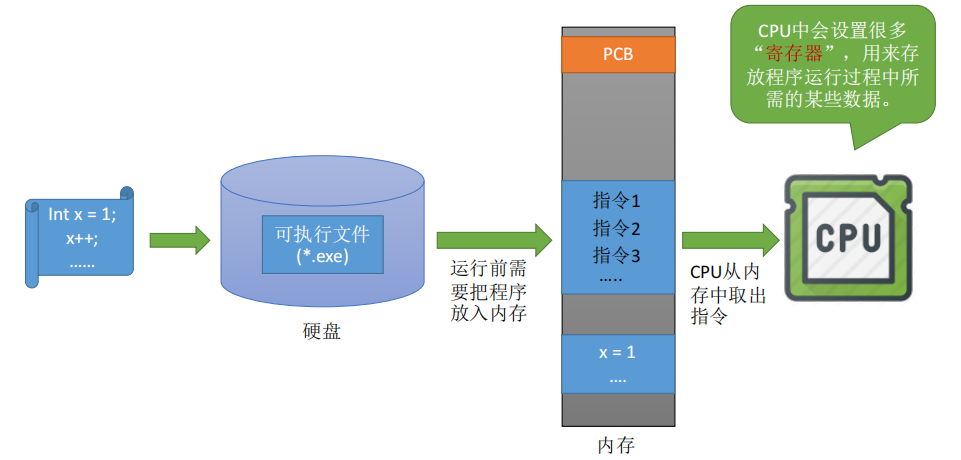 Int x = 1;
x++;
……
可执行文件
(*.exe)
硬盘
运行前需
要把程序
放入内存
PCB
指令1
指令2
指令3
…..
x = 1
….
内存
CPU从内
存中取出
指令
CPU中会设置很多
“寄存器”，用来存
放程序运行过程中所
需的某些数据。
CPU